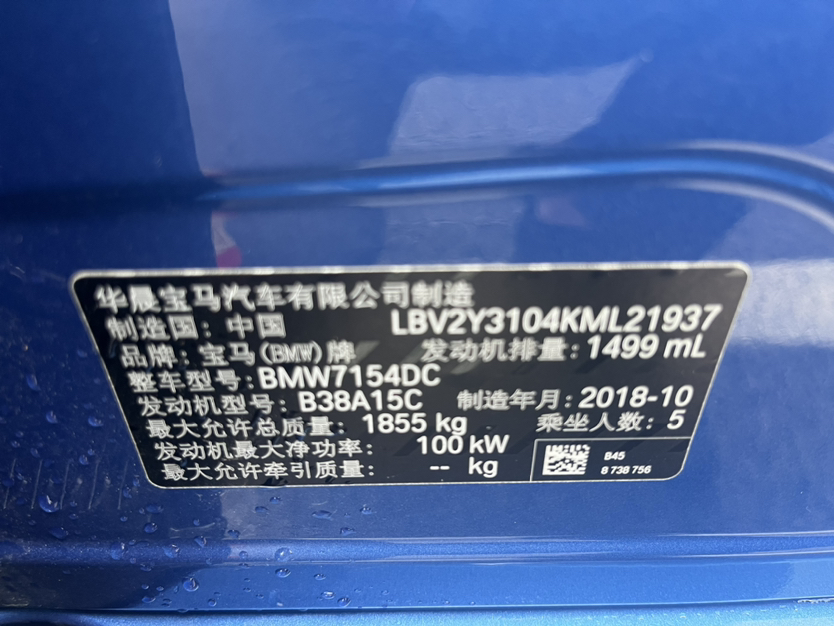 华晨宝马汽车有限公司制造
制造国: 中国 LBV2Y3104KML21937
品牌: 宝马(BMW)牌 发动机排量: 1499 mL
整车型号: BMW7154DC
发动机型号: B38A15C 制造年月: 2018-10
最大允许总质量: 1855 kg 乘坐人数: 5
发动机最大净功率: 100 kW
最大允许牵引质量: -- kg
B45
8 738 756